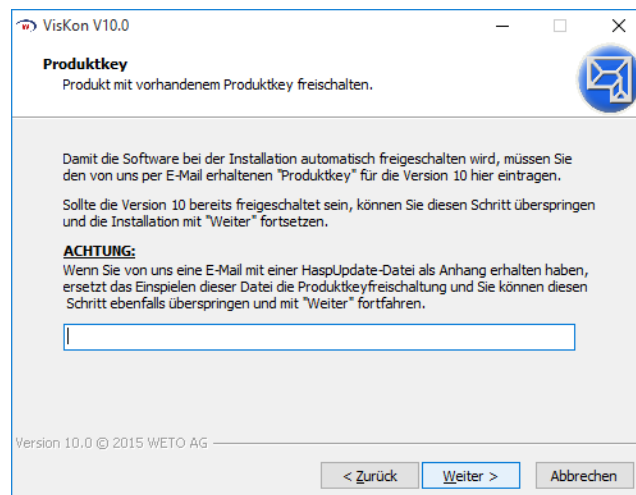 VisKon V10.0
Produktkey
Produkt mit vorhandenem Produktkey freischalten.
Damit die Software bei der Installation automatisch freigeschalten wird, müssen Sie
den von uns per E-Mail erhaltenen "Produktkey" für die Version 10 hier eintragen.
Sollte die Version 10 bereits freigeschaltet sein, können Sie diesen Schritt überspringen
und die Installation mit "Weiter" fortsetzen.
ACHTUNG:
Wenn Sie von uns eine E-Mail mit einer HaspUpdate-Datei als Anhang erhalten haben,
ersetzt das Einspielen dieser Datei die Produktkeyfreischaltung und Sie können diesen
Schritt ebenfalls überspringen und mit "Weiter" fortfahren.
Version 10.0 © 2015 WETO AG
< Zurück Weiter > Abbrechen